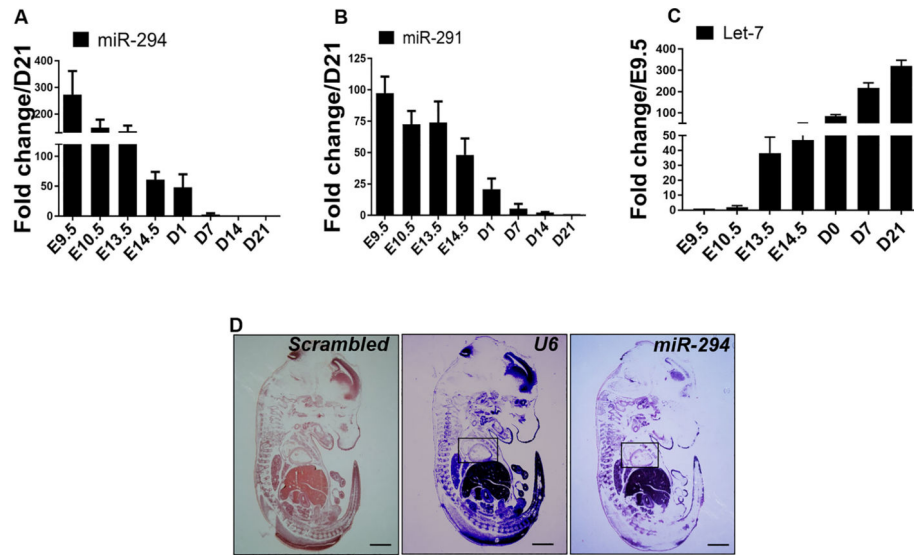 A
miR-294
Fold change/D21
400
300
200
100
50
0
E9.5
E10.5
E13.5
E14.5
D1
D7
D14
D21
B
miR-291
Fold change/D21
125
100
75
50
25
0
E9.5
E10.5
E13.5
E14.5
D1
D7
D14
D21
C
Let-7
Fold change/E9.5
400
300
200
100
50
40
30
20
10
0
E9.5
E10.5
E13.5
E14.5
D0
D7
D21
D
Scrambled
U6
miR-294